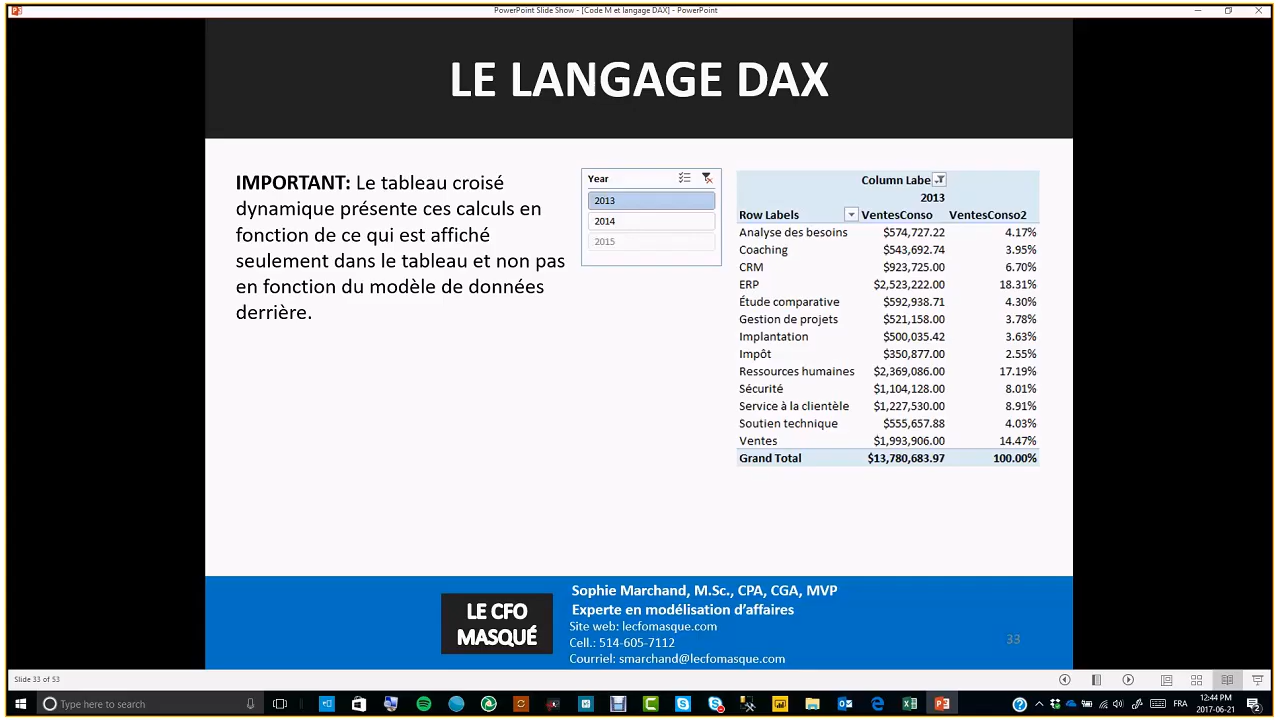 PowerPoint Slide Show - [Code M et langage DAX] - PowerPoint
LE LANGAGE DAX
IMPORTANT: Le tableau croisé
dynamique présente ces calculs en
fonction de ce qui est affiché
seulement dans le tableau et non pas
en fonction du modèle de données
derrière.
Year
2013
2014
2015
Column Labe
2013
Row Labels VentesConso VentesConso2
Analyse des besoins $574,727.22 4.17%
Coaching $543,692.74 3.95%
CRM $923,725.00 6.70%
ERP $2,523,222.00 18.31%
Étude comparative $592,938.71 4.30%
Gestion de projets $521,158.00 3.78%
Implantation $500,035.42 3.63%
Impôt $350,877.00 2.55%
Ressources humaines $2,369,086.00 17.19%
Sécurité $1,104,128.00 8.01%
Service à la clientèle $1,227,530.00 8.91%
Soutien technique $555,657.88 4.03%
Ventes $1,993,906.00 14.47%
Grand Total $13,780,683.97 100.00%
LE CFO
MASQUÉ
Sophie Marchand, M.Sc., CPA, CGA, MVP
Experte en modélisation d'affaires
Site web: lecfomasque.com
Cell.: 514-605-7112
Courriel: smarchand@lecfomasque.com
33
Slide 33 of 53
Type here to search
FRA
12:44 PM
2017-06-21